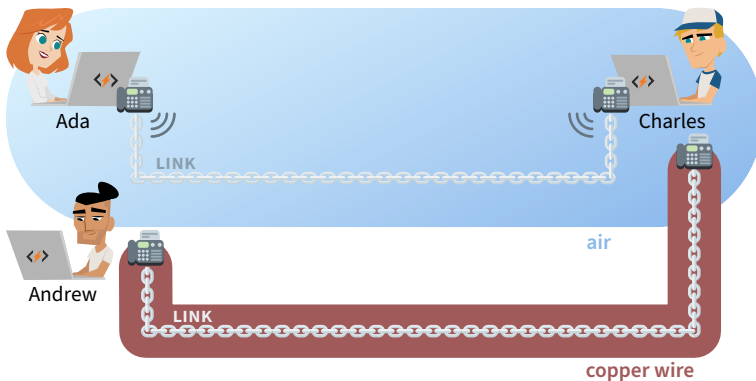 Ada
Charles
LINK
air
Andrew
LINK
copper wire